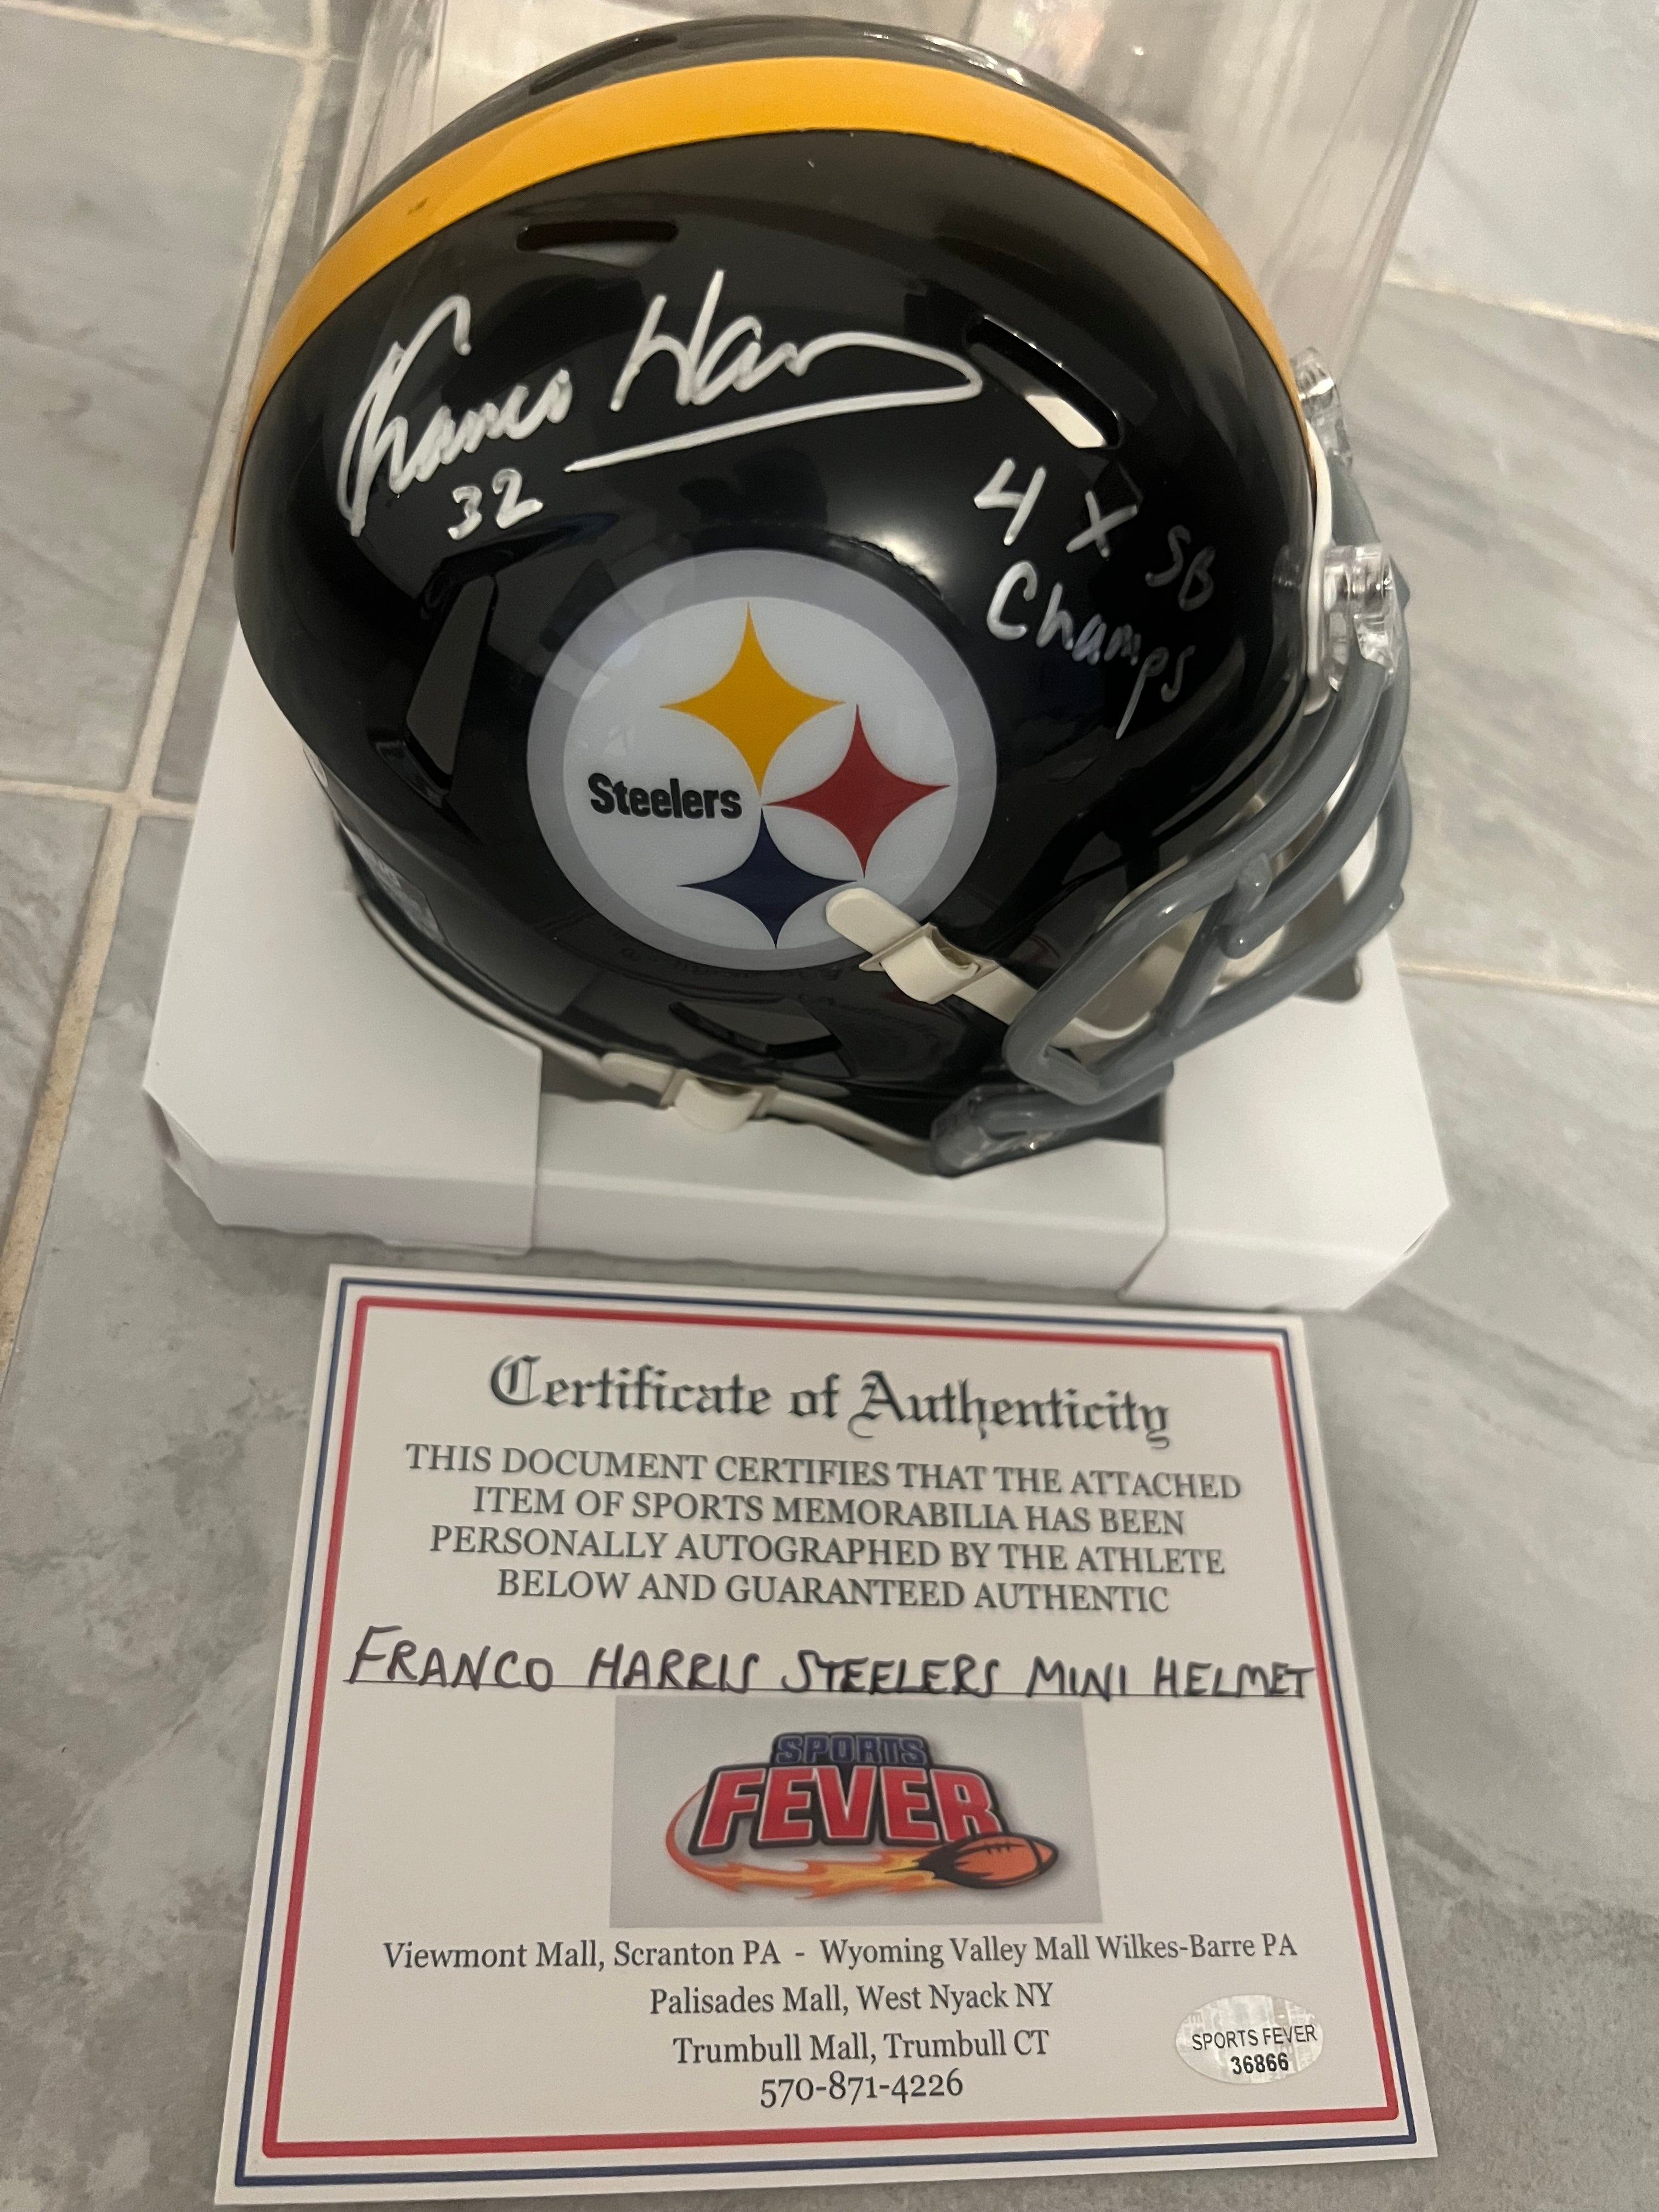 Franco Harris
32
4 X SB
Champs
Steelers
Certificate of Authenticity
THIS DOCUMENT CERTIFIES THAT THE ATTACHED
ITEM OF SPORTS MEMORABILIA HAS BEEN
PERSONALLY AUTOGRAPHED BY THE ATHLETE
BELOW AND GUARANTEED AUTHENTIC
FRANCO HARRIS STEELERS MINI HELMET
SPORTS
FEVER
Viewmont Mall, Scranton PA - Wyoming Valley Mall Wilkes-Barre PA
Palisades Mall, West Nyack NY
Trumbull Mall, Trumbull CT
570-871-4226
SPORTS FEVER
36866